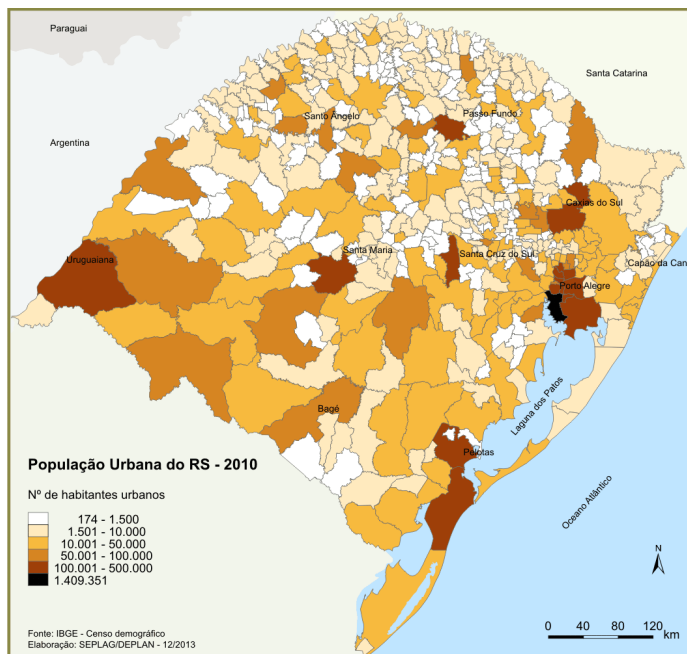 Paraguai
Santa Catarina
Argentina
Santo Ângelo
Passo Fundo
Caxias do Sul
Santa Maria
Santa Cruz do Sul
Capão da Can
Uruguaiana
Porto Alegre
Laguna dos Patos
Bagé
Pelotas
Oceano Atlântico
População Urbana do RS - 2010
Nº de habitantes urbanos
174 - 1.500
1.501 - 10.000
10.001 - 50.000
50.001 - 100.000
100.001 - 500.000
1.409.351
N
0 40 80 120
km
Fonte: IBGE - Censo demográfico
Elaboração: SEPLAG/DEPLAN - 12/2013